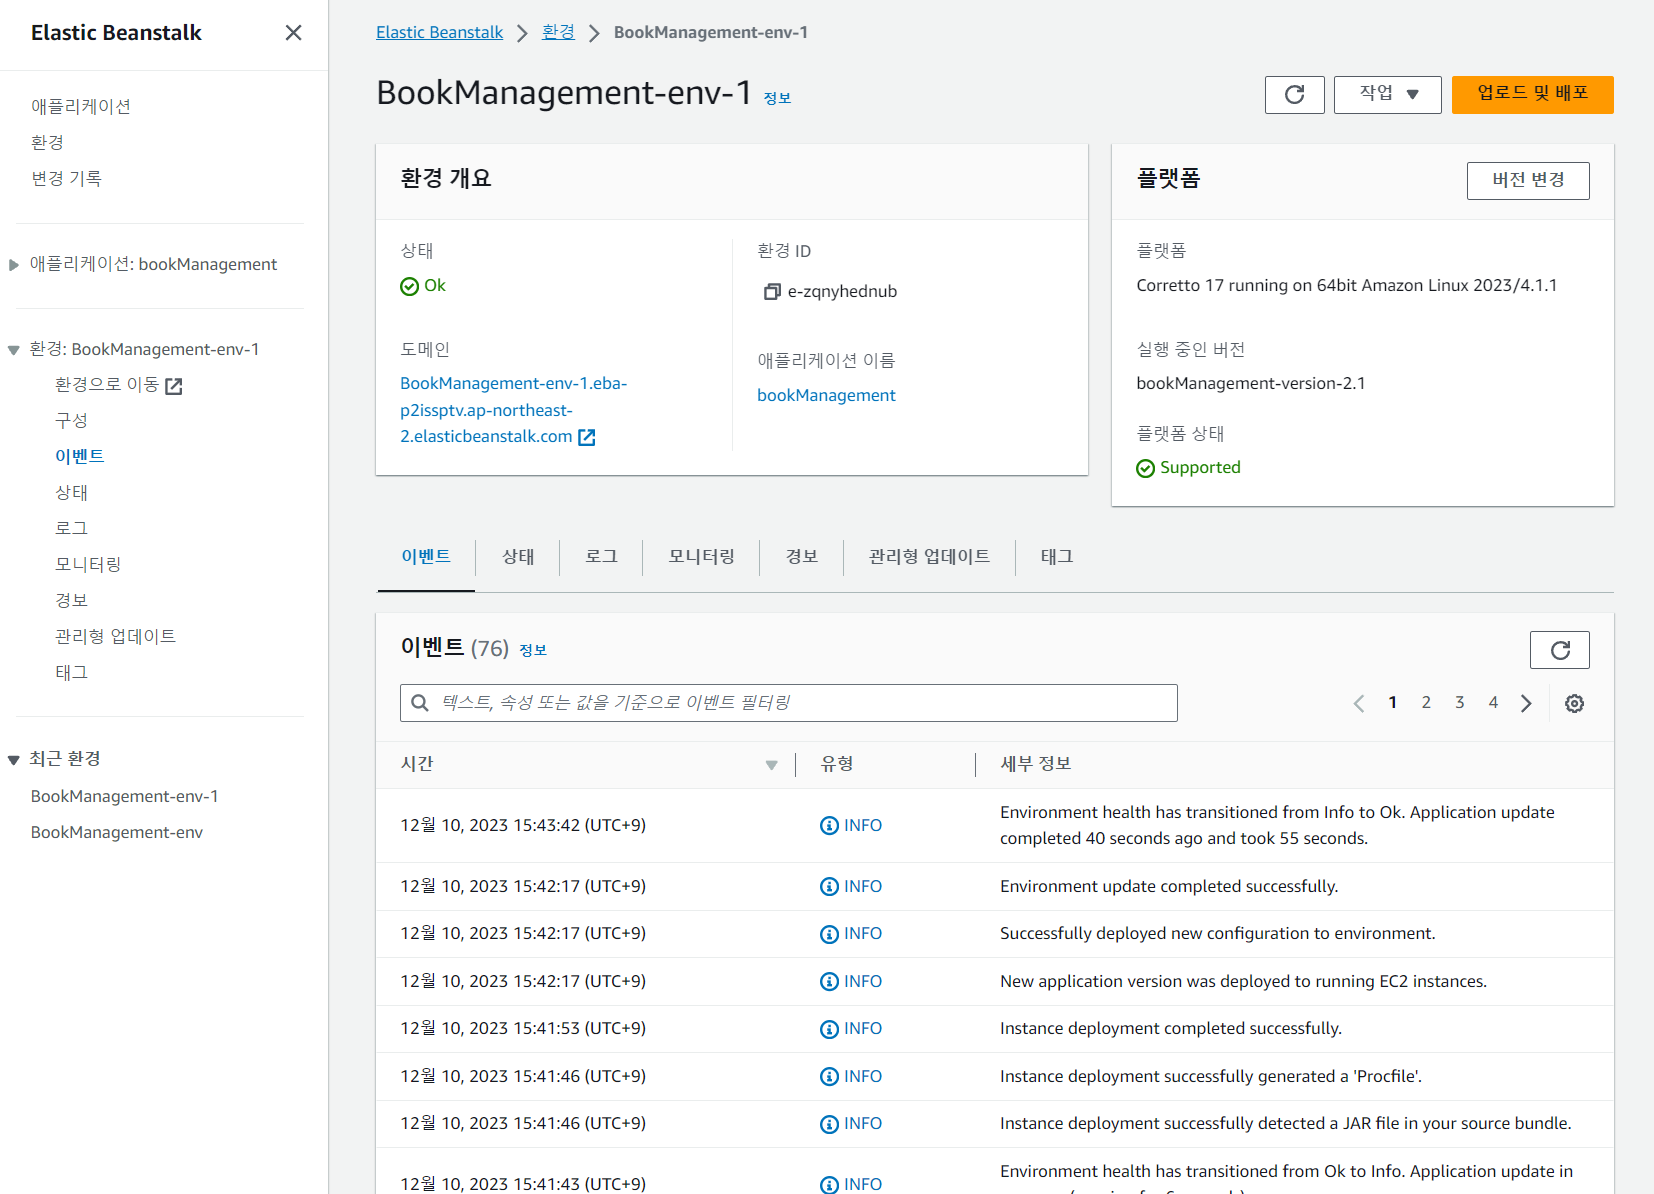 Elastic Beanstalk
애플리케이션
환경
변경 기록
애플리케이션: bookManagement
환경: BookManagement-env-1
환경으로 이동
구성
이벤트
상태
로그
모니터링
경보
관리형 업데이트
태그
최근 환경
BookManagement-env-1
BookManagement-env
Elastic Beanstalk
환경
BookManagement-env-1
BookManagement-env-1 정보
작업
업로드 및 배포
환경 개요
상태
Ok
도메인
BookManagement-env-1.eba-
p2issptv.ap-northeast-
2.elasticbeanstalk.com
환경 ID
e-zqnyhednub
애플리케이션 이름
bookManagement
플랫폼
버전 변경
플랫폼
Corretto 17 running on 64bit Amazon Linux 2023/4.1.1
실행 중인 버전
bookManagement-version-2.1
플랫폼 상태
Supported
이벤트
상태
로그
모니터링
경보
관리형 업데이트
태그
이벤트 (76) 정보
텍스트, 속성 또는 값을 기준으로 이벤트 필터링
1 2 3 4
시간 유형 세부 정보
12월 10, 2023 15:43:42 (UTC+9) INFO Environment health has transitioned from Info to Ok. Application update
completed 40 seconds ago and took 55 seconds.
12월 10, 2023 15:42:17 (UTC+9) INFO Environment update completed successfully.
12월 10, 2023 15:42:17 (UTC+9) INFO Successfully deployed new configuration to environment.
12월 10, 2023 15:42:17 (UTC+9) INFO New application version was deployed to running EC2 instances.
12월 10, 2023 15:41:53 (UTC+9) INFO Instance deployment completed successfully.
12월 10, 2023 15:41:46 (UTC+9) INFO Instance deployment successfully generated a 'Procfile'.
12월 10, 2023 15:41:46 (UTC+9) INFO Instance deployment successfully detected a JAR file in your source bundle.
12월 10, 2023 15:41:43 (UTC+9) INFO Environment health has transitioned from Ok to Info. Application update in